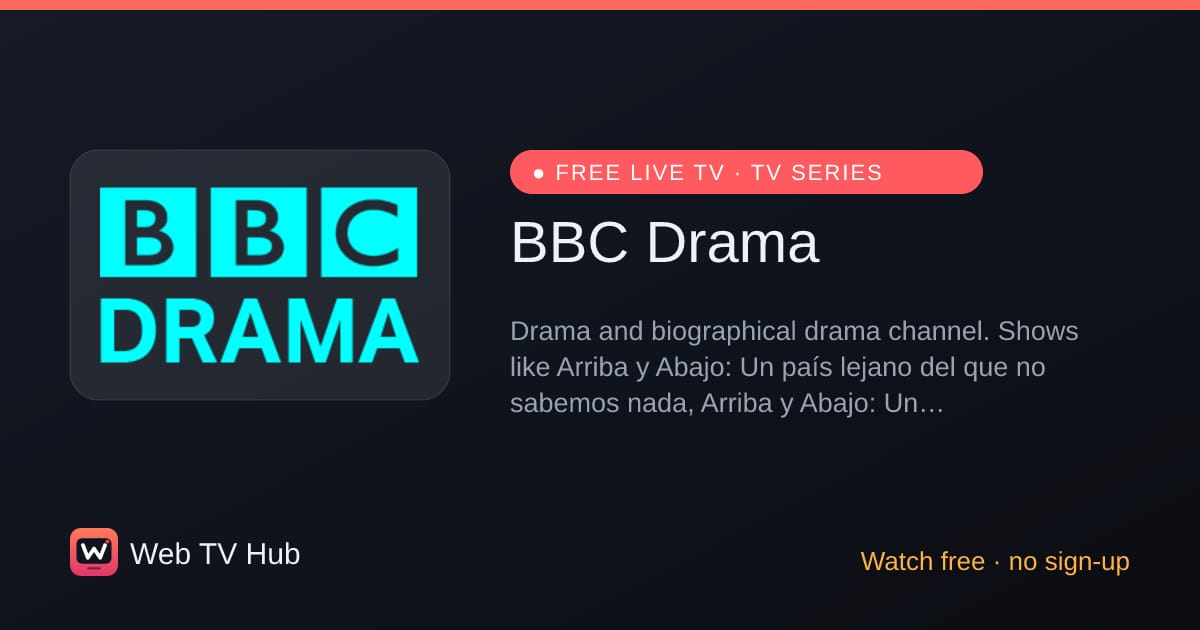 BBC
DRAMA
● FREE LIVE TV · TV SERIES
BBC Drama
Drama and biographical drama channel. Shows
like Arriba y Abajo: Un país lejano del que no
sabemos nada, Arriba y Abajo: Un…
W
Web TV Hub
Watch free · no sign-up